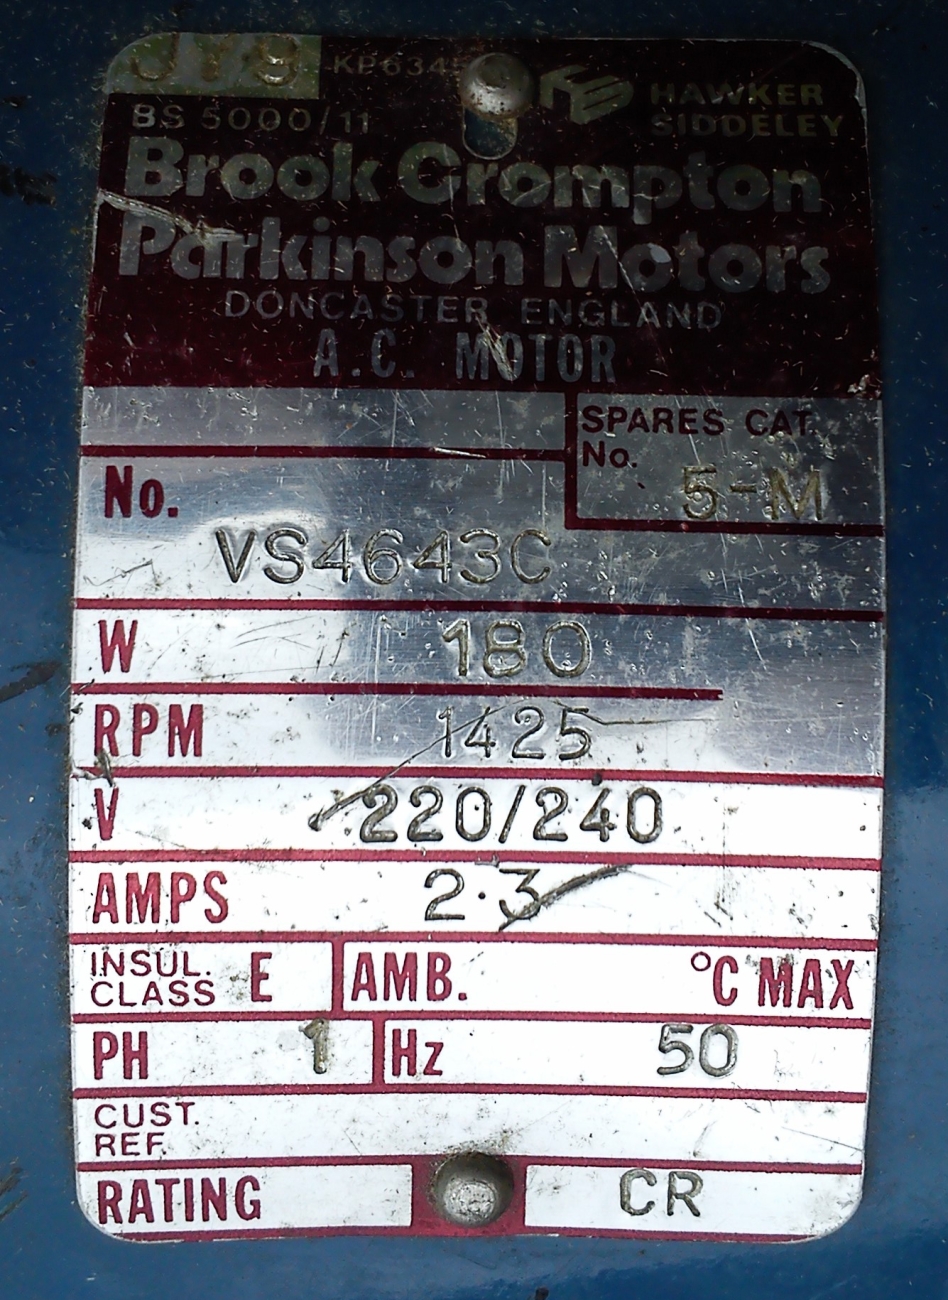 JY9
KP6345
HAWKER
SIDDELEY
BS 5000/11
Brook Crompton
Parkinson Motors
DONCASTER ENGLAND
A.C. MOTOR
SPARES CAT.
No. 5-M
No. VS4643C
W 180
RPM 1425
V 220/240
AMPS 2·3
INSUL. CLASS E AMB. °C MAX
PH 1 Hz 50
CUST. REF.
RATING CR